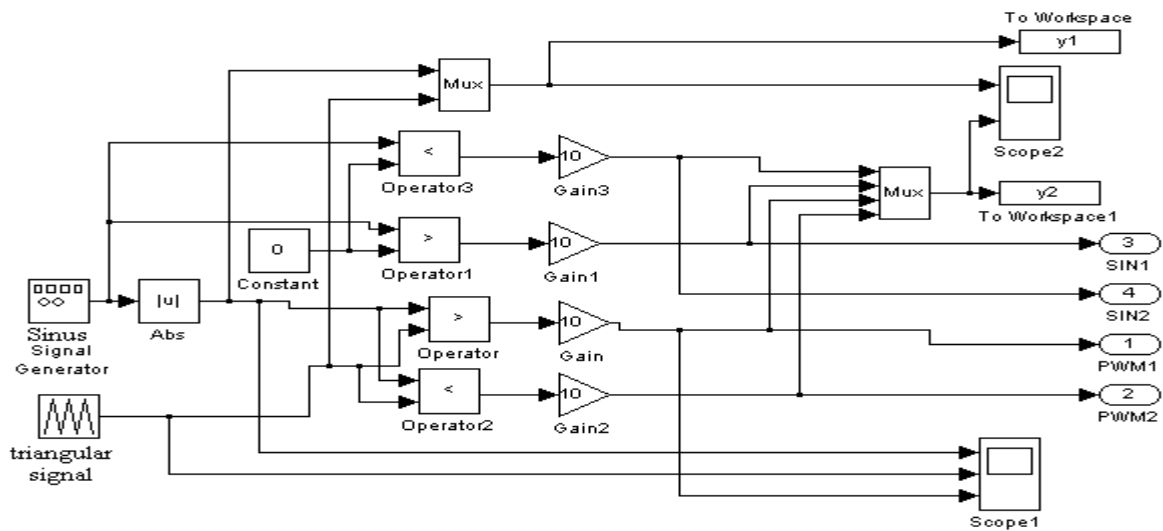 To Workspace
y1
Mux
Scope2
<
Operator3
10
Gain3
Mux
y2
To Workspace1
0
Constant
>
Operator1
10
Gain1
3
SIN1
4
SIN2
Sinus
Signal
Generator
|u|
Abs
>
Operator
10
Gain
1
PWM1
<
Operator2
10
Gain2
2
PWM2
triangular
signal
Scope1